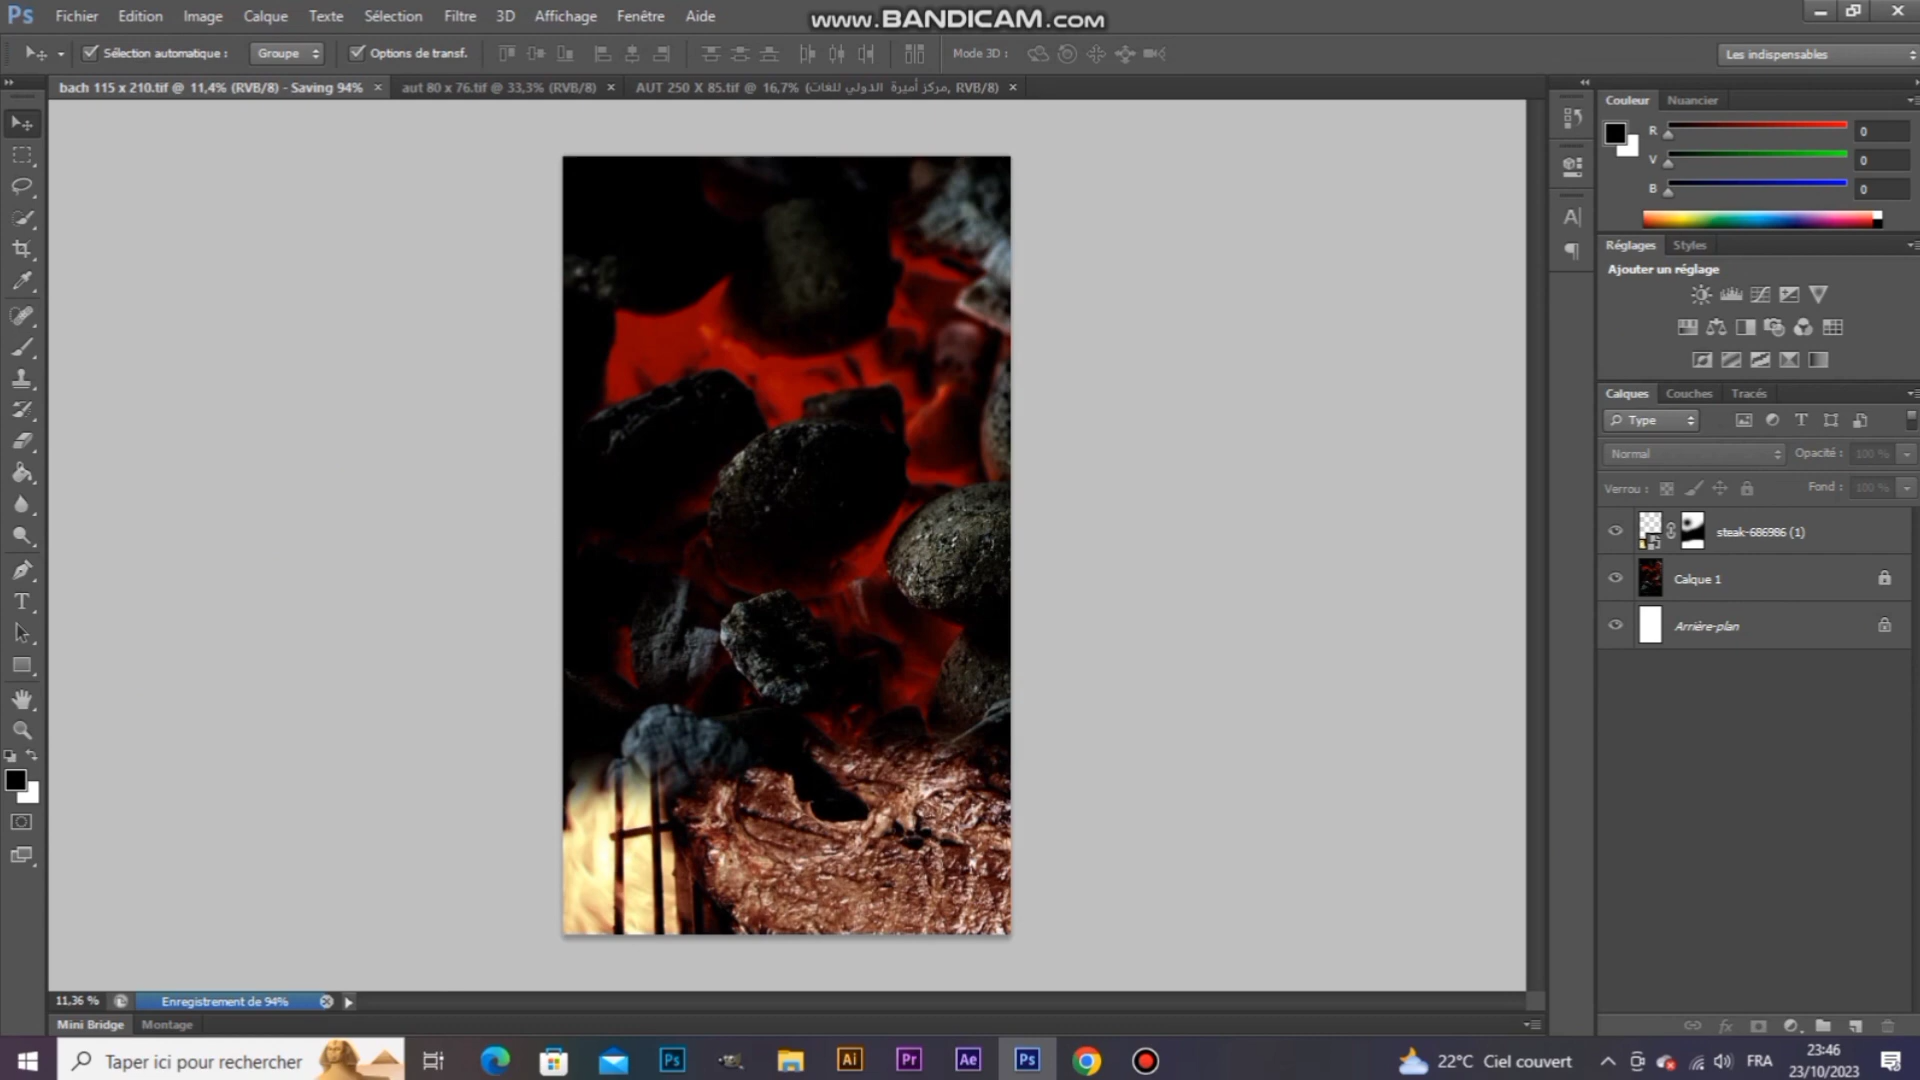 Ps Fichier Edition Image Calque Texte Sélection Filtre 3D Affichage Fenêtre Aide
www.BANDICAM.com
Sélection automatique : Groupe Options de transf. Mode 3D : Les indispensables
bach 115 x 210.tif @ 11,4% (RVB/8) - Saving 94% × aut 80 x 76.tif @ 33,3% (RVB/8) × AUT 250 X 85.tif @ 16,7% (مركز أميرة الدولي للغات, RVB/8) ×
Couleur Nuancier
R 0
V 0
B 0
Réglages Styles
Ajouter un réglage
Calques Couches Tracés
Type
Normal Opacité : 100 %
Verrou : Fond : 100 %
steak-686986 (1)
Calque 1
Arrière-plan
11,36 % Enregistrement de 94%
Mini Bridge Montage
Taper ici pour rechercher
Ps Ai Pr Ae Ps
22°C Ciel couvert
FRA
23:46
23/10/2023